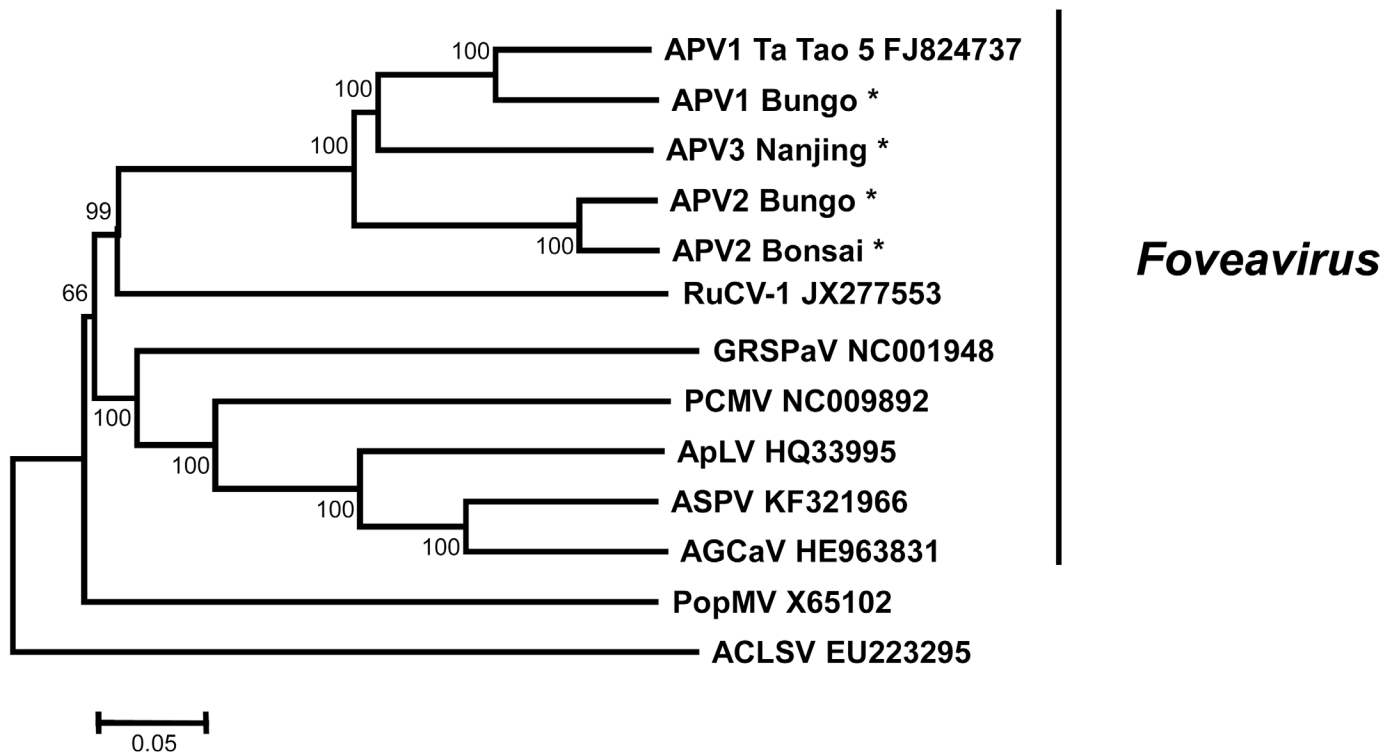 100 APV1 Ta Tao 5 FJ824737
100 APV1 Bungo *
100 APV3 Nanjing *
APV2 Bungo *
99 100 APV2 Bonsai *
Foveavirus
66 RuCV-1 JX277553
GRSPaV NC001948
100 PCMV NC009892
100 ApLV HQ33995
100 ASPV KF321966
100 AGCaV HE963831
PopMV X65102
ACLSV EU223295
0.05